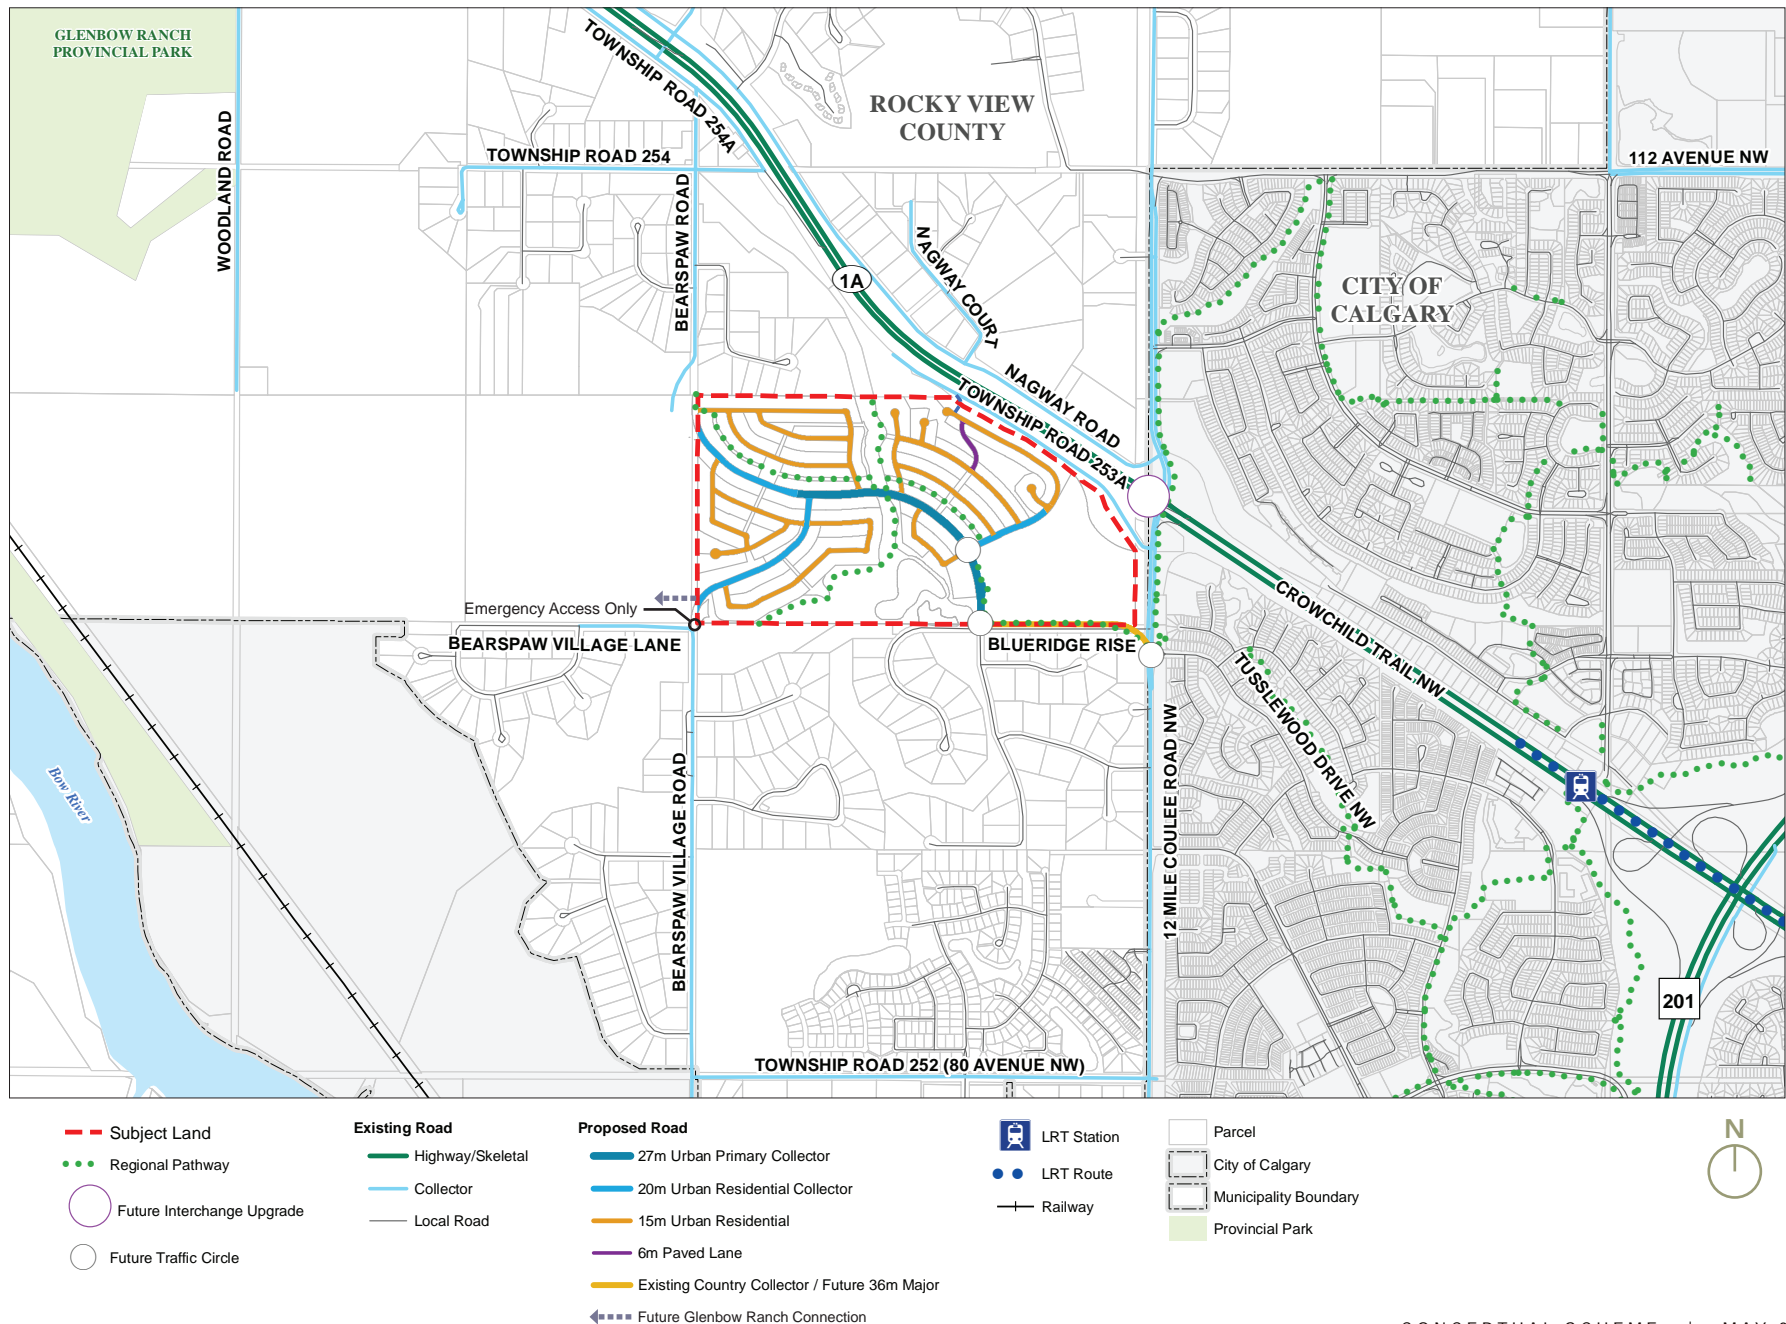 GLENBOW RANCH
PROVINCIAL PARK
WOODLAND ROAD
TOWNSHIP ROAD 254A
TOWNSHIP ROAD 254
BEARSPAW ROAD
ROCKY VIEW
COUNTY
112 AVENUE NW
1A
NAGWAY COURT
CITY OF
CALGARY
NAGWAY ROAD
TOWNSHIP ROAD 253A
Emergency Access Only
BEARSPAW VILLAGE LANE
BLUERIDGE RISE
CROWCHILD TRAIL NW
TUSSLEWOOD DRIVE NW
12 MILE COULEE ROAD NW
BEARSPAW VILLAGE ROAD
Bow River
201
TOWNSHIP ROAD 252 (80 AVENUE NW)
Subject Land
Regional Pathway
Future Interchange Upgrade
Future Traffic Circle
Existing Road
Highway/Skeletal
Collector
Local Road
Proposed Road
27m Urban Primary Collector
20m Urban Residential Collector
15m Urban Residential
6m Paved Lane
Existing Country Collector / Future 36m Major
Future Glenbow Ranch Connection
LRT Station
LRT Route
Railway
Parcel
City of Calgary
Municipality Boundary
Provincial Park
N